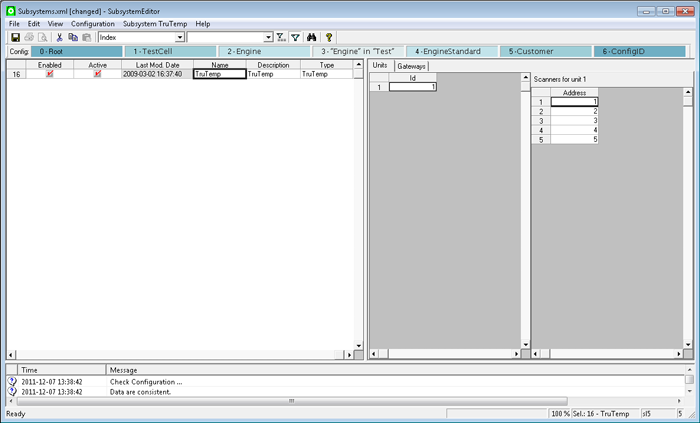 Subsystems.xml [changed] - SubsystemEditor
File Edit View Configuration Subsystem TruTemp Help
Index
Config: 0 - Root 1 - TestCell 2 - Engine 3 - "Engine" in "Test" 4 - EngineStandard 5 - Customer 6 - ConfigID
Enabled Active Last Mod. Date Name Description Type
16 2009-03-02 16:37:40 TruTemp TruTemp TruTemp
Units Gateways
Id
1 1
Scanners for unit 1
Address
1 1
2 2
3 3
4 4
5 5
Time Message
2011-12-07 13:38:42 Check Configuration ...
2011-12-07 13:38:42 Data are consistent.
Ready 100 % Sel.: 16 - TruTemp sl5 5